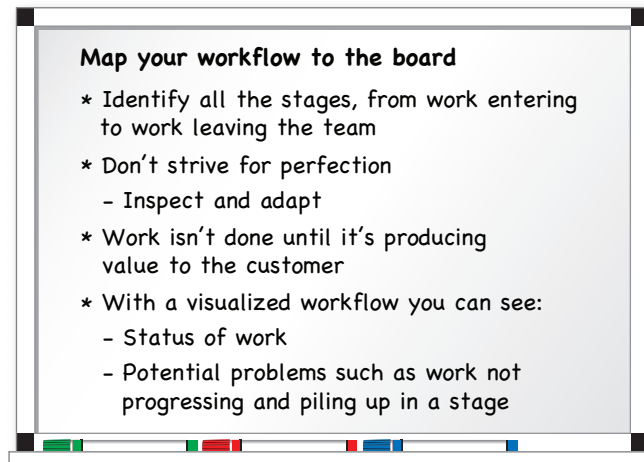 Map your workflow to the board
* Identify all the stages, from work entering
to work leaving the team
* Don’t strive for perfection
– Inspect and adapt
* Work isn’t done until it’s producing
value to the customer
* With a visualized workflow you can see:
– Status of work
– Potential problems such as work not
progressing and piling up in a stage